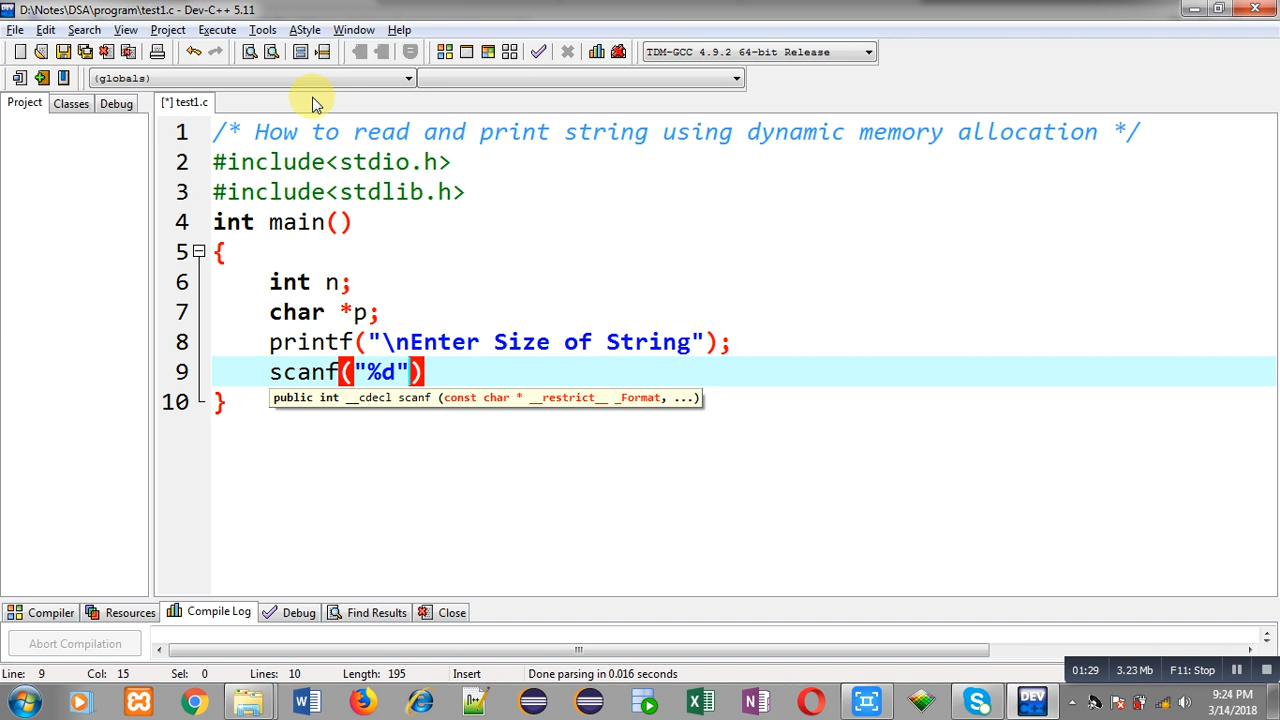 D:\Notes\DSA\program\test1.c - Dev-C++ 5.11
File Edit Search View Project Execute Tools AStyle Window Help
TDM-GCC 4.9.2 64-bit Release
(globals)
Project Classes Debug [*] test1.c
1 /* How to read and print string using dynamic memory allocation */
2 #include<stdio.h>
3 #include<stdlib.h>
4 int main()
5 {
6 int n;
7 char *p;
8 printf("\nEnter Size of String");
9 scanf("%d")
public int __cdecl scanf (const char * __restrict__ _Format, ...)
10 }
Compiler Resources Compile Log Debug Find Results Close
Abort Compilation
Line: 9 Col: 15 Sel: 0 Lines: 10 Length: 195 Insert Done parsing in 0.016 seconds
01:29 3.23 Mb F11: Stop
9:24 PM
3/14/2018